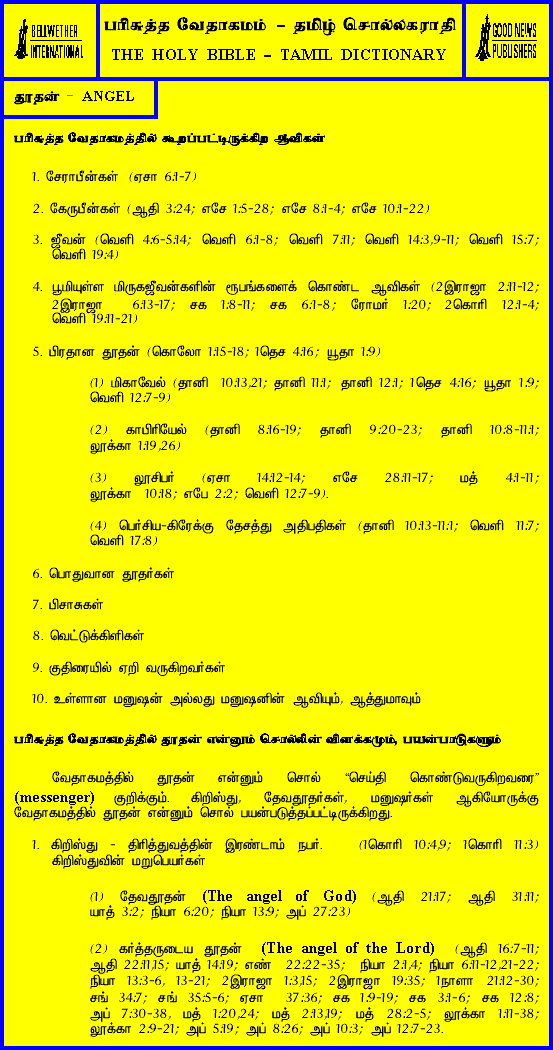 BELLWETHER
INTERNATIONAL
பரிசுத்த வேதாகமம் – தமிழ் சொல்லகராதி
THE HOLY BIBLE – TAMIL DICTIONARY
GOOD NEWS
PUBLISHERS
தூதன் – ANGEL
பரிசுத்த வேதாகமத்தில் கூறப்பட்டிருக்கிற ஆவிகள்
1. சேராபீன்கள் (ஏசா 6:1-7)
2. கேருபீன்கள் (ஆதி 3:24; எசே 1:5-28; எசே 8:1-4; எசே 10:1-22)
3. ஜீவன் (வெளி 4:6-5:14; வெளி 6:1-8; வெளி 7:11; வெளி 14:3,9-11; வெளி 15:7;
வெளி 19:4)
4. பூமியுள்ள மிருகஜீவன்களின் ரூபங்களைக் கொண்ட ஆவிகள் (2இராஜா 2:11-12;
2இராஜா 6:13-17; சக 1:8-11; சக 6:1-8; ரோமர் 1:20; 2கொரி 12:1-4;
வெளி 19:11-21)
5. பிரதான தூதன் (கொலோ 1:15-18; 1தெச 4:16; யூதா 1:9)
(1) மிகாவேல் (தானி 10:13,21; தானி 11:1; தானி 12:1; 1தெச 4:16; யூதா 1:9;
வெளி 12:7-9)
(2) காபிரியேல் (தானி 8:16-19; தானி 9:20-23; தானி 10:8-11:1;
லூக்கா 1:19,26)
(3) லூசிபர் (ஏசா 14:12-14; எசே 28:11-17; மத் 4:1-11;
லூக்கா 10:18; எபே 2:2; வெளி 12:7-9).
(4) பெர்சிய-கிரேக்கு தேசத்து அதிபதிகள் (தானி 10:13-11:1; வெளி 11:7;
வெளி 17:8)
6. பொதுவான தூதர்கள்
7. பிசாசுகள்
8. வெட்டுக்கிளிகள்
9. குதிரையில் ஏறி வருகிறவர்கள்
10. உள்ளான மனுஷன் அல்லது மனுஷனின் ஆவியும், ஆத்துமாவும்
பரிசுத்த வேதாகமத்தில் தூதன் என்னும் சொல்லின் விளக்கமும், பயன்பாடுகளும்
வேதாகமத்தில் தூதன் என்னும் சொல் “செய்தி கொண்டுவருகிறவரை”
(messenger) குறிக்கும். கிறிஸ்து, தேவதூதர்கள், மனுஷர்கள் ஆகியோருக்கு
வேதாகமத்தில் தூதன் என்னும் சொல் பயன்படுத்தப்பட்டிருக்கிறது.
1. கிறிஸ்து - திரித்துவத்தின் இரண்டாம் நபர். (1கொரி 10:4,9; 1கொரி 11:3)
கிறிஸ்துவின் மறுபெயர்கள்
(1) தேவதூதன் (The angel of God) (ஆதி 21:17; ஆதி 31:11;
யாத் 3:2; நியா 6:20; நியா 13:9; அப் 27:23)
(2) கர்த்தருடைய தூதன் (The angel of the Lord) (ஆதி 16:7-11;
ஆதி 22:11,15; யாத் 14:19; எண் 22:22-35; நியா 2:1,4; நியா 6:11-12,21-22;
நியா 13:3-6, 13-21; 2இராஜா 1:3,15; 2இராஜா 19:35; 1நாளா 21:12-30;
சங் 34:7; சங் 35:5-6; ஏசா 37:36; சக 1:9-19; சக 3:1-6; சக 12:8;
அப் 7:30-38, மத் 1:20,24; மத் 2:13,19; மத் 28:2-5; லூக்கா 1:11-38;
லூக்கா 2:9-21; அப் 5:19; அப் 8:26; அப் 10:3; அப் 12:7-23.